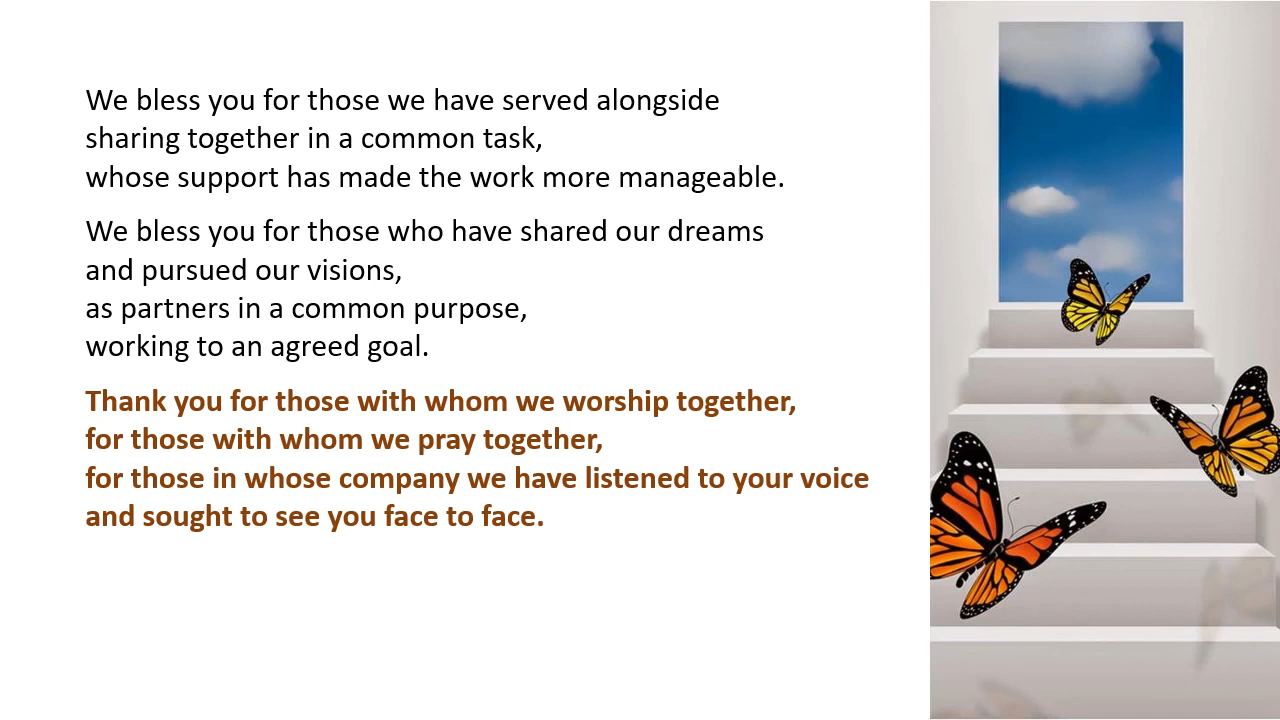 We bless you for those we have served alongside
sharing together in a common task,
whose support has made the work more manageable.
We bless you for those who have shared our dreams
and pursued our visions,
as partners in a common purpose,
working to an agreed goal.
Thank you for those with whom we worship together,
for those with whom we pray together,
for those in whose company we have listened to your voice
and sought to see you face to face.